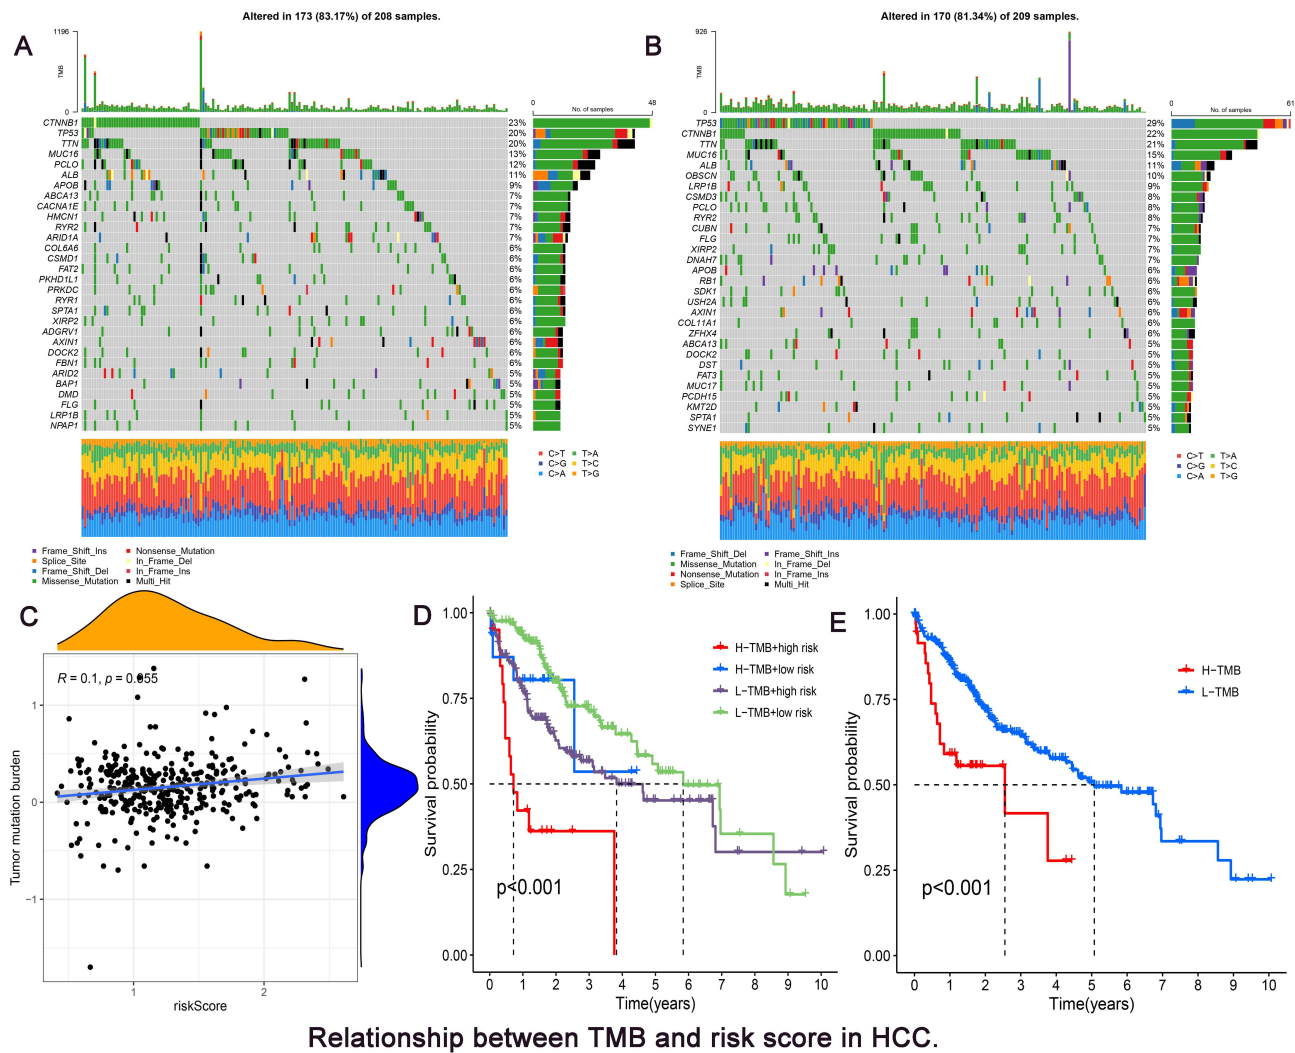 Altered in 173 (83.17%) of 208 samples.
A
1196
TMB
0
0
48
No. of samples
CTNNB1 23%
TP53 20%
TTN 20%
MUC16 13%
PCLO 12%
ALB 11%
APOB 9%
ABCA13 7%
CACNA1E 7%
HMCN1 7%
RYR2 7%
ARID1A 7%
COL6A6 6%
CSMD1 6%
FAT2 6%
PKHD1L1 6%
PRKDC 6%
RYR1 6%
SPTA1 6%
XIRP2 6%
ADGRV1 6%
AXIN1 6%
DOCK2 6%
FBN1 6%
ARID2 5%
BAP1 5%
DMD 5%
FLG 5%
LRP1B 5%
NPAP1 5%
C>T T>A
C>G T>C
C>A T>G
Frame_Shift_Ins Nonsense_Mutation
Splice_Site In_Frame_Del
Frame_Shift_Del In_Frame_Ins
Missense_Mutation Multi_Hit
Altered in 170 (81.34%) of 209 samples.
B
926
TMB
0
0
61
No. of samples
TP53 29%
CTNNB1 22%
TTN 21%
MUC16 15%
ALB 11%
OBSCN 10%
LRP1B 9%
CSMD3 8%
PCLO 8%
RYR2 8%
CUBN 7%
FLG 7%
XIRP2 7%
DNAH7 7%
APOB 6%
RB1 6%
SDK1 6%
USH2A 6%
AXIN1 6%
COL11A1 6%
ZFHX4 6%
ABCA13 5%
DOCK2 5%
DST 5%
FAT3 5%
MUC17 5%
PCDH15 5%
KMT2D 5%
SPTA1 5%
SYNE1 5%
C>T T>A
C>G T>C
C>A T>G
Frame_Shift_Del Frame_Shift_Ins
Missense_Mutation In_Frame_Del
Nonsense_Mutation In_Frame_Ins
Splice_Site Multi_Hit
C
R = 0.1, p = 0.055
Tumor mutation burden
1
0
−1
1 2
riskScore
D
Survival probability
1.00
0.75
0.50
0.25
0.00
H−TMB+high risk
H−TMB+low risk
L−TMB+high risk
L−TMB+low risk
p<0.001
0 1 2 3 4 5 6 7 8 9 10
Time(years)
E
Survival probability
1.00
0.75
0.50
0.25
0.00
H−TMB
L−TMB
p<0.001
0 1 2 3 4 5 6 7 8 9 10
Time(years)
Relationship between TMB and risk score in HCC.